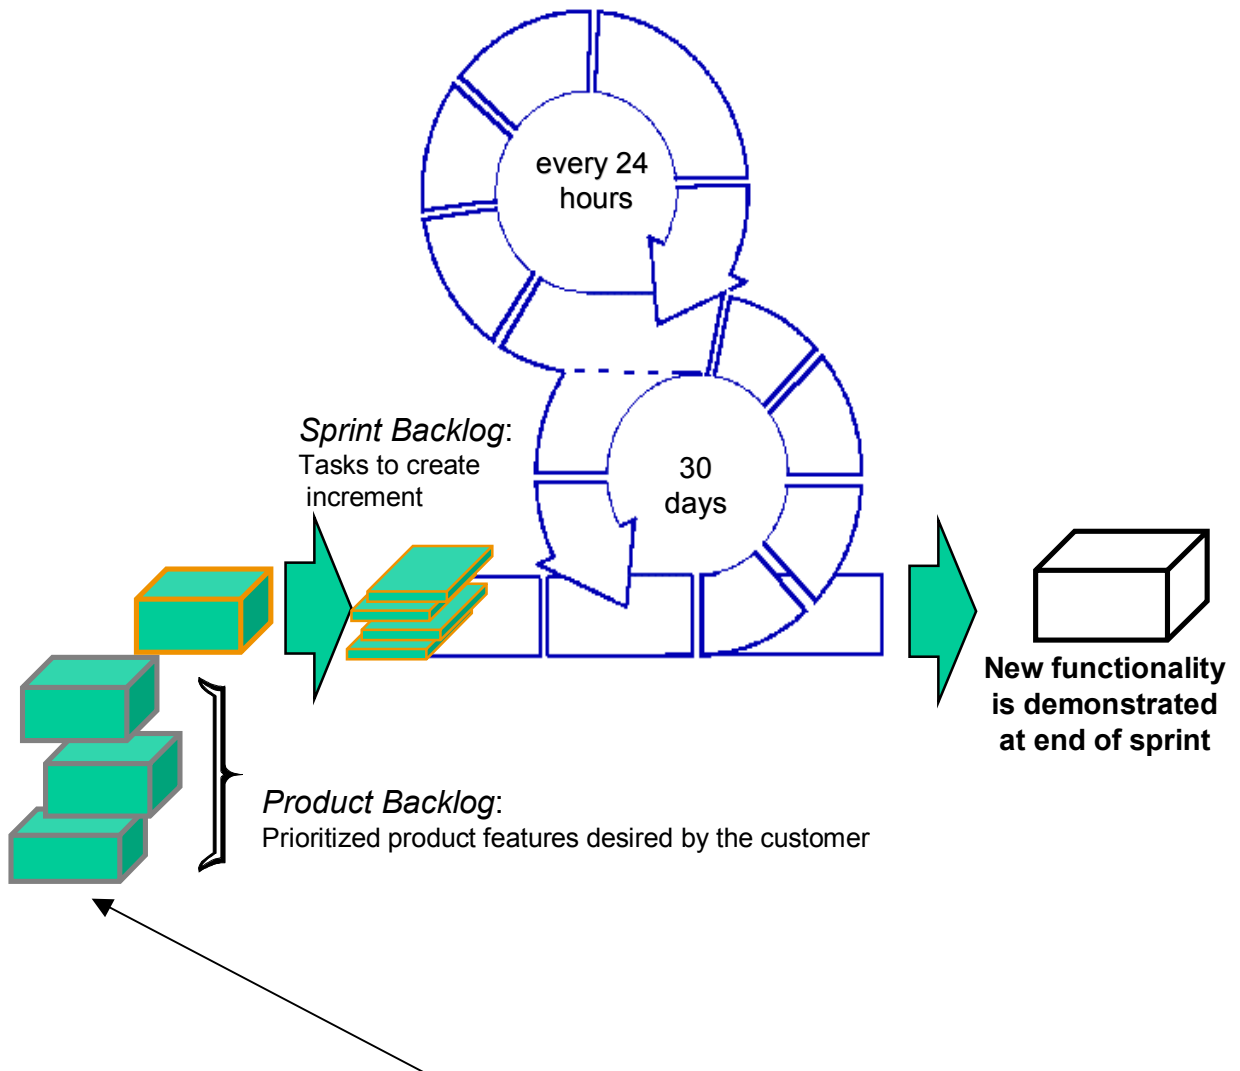 every 24
hours
Sprint Backlog:
Tasks to create
increment
30
days
New functionality
is demonstrated
at end of sprint
Product Backlog:
Prioritized product features desired by the customer